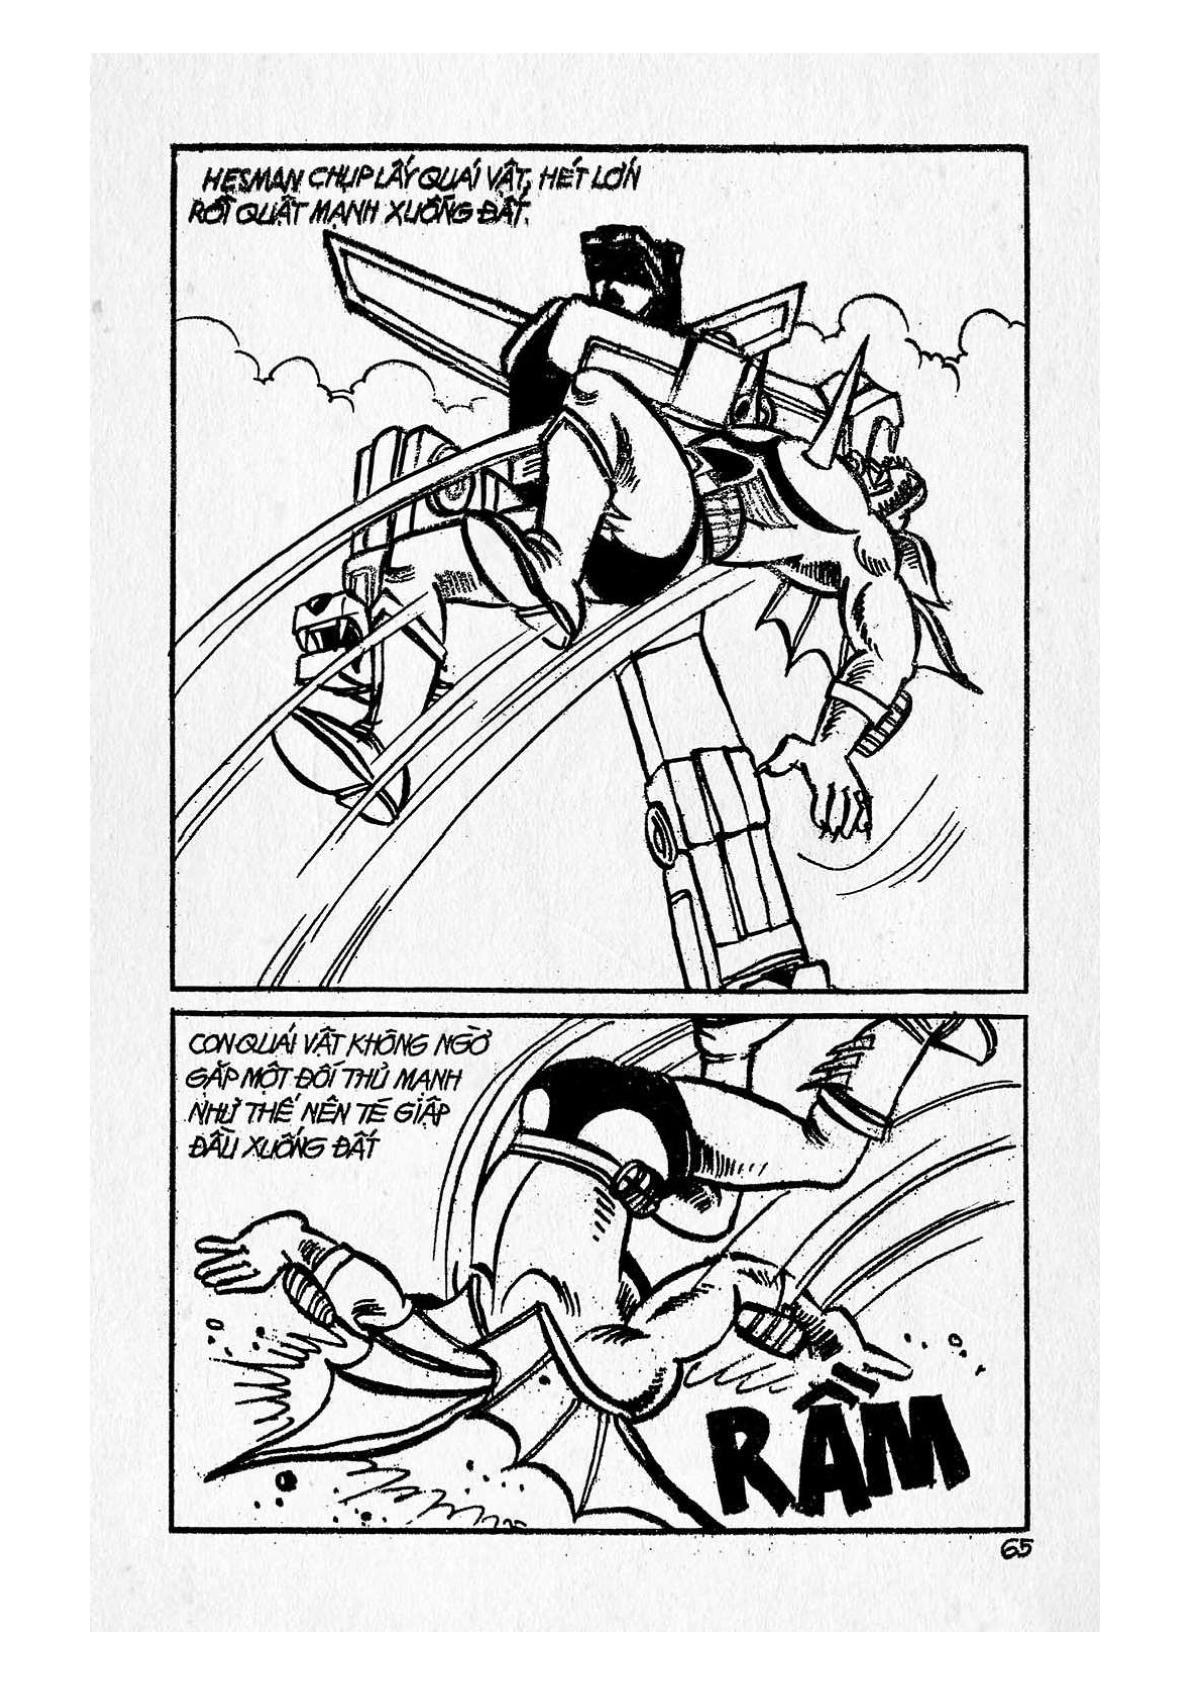 HESMAN CHỤP LẤY QUÁI VẬT, HÉT LỚN
RỒI QUẬT MẠNH XUỐNG ĐẤT.
CON QUÁI VẬT KHÔNG NGỜ
GẶP MỘT ĐỐI THỦ MẠNH
NHƯ THẾ NÊN TÉ GIẬP
ĐẦU XUỐNG ĐẤT
RẦM
65